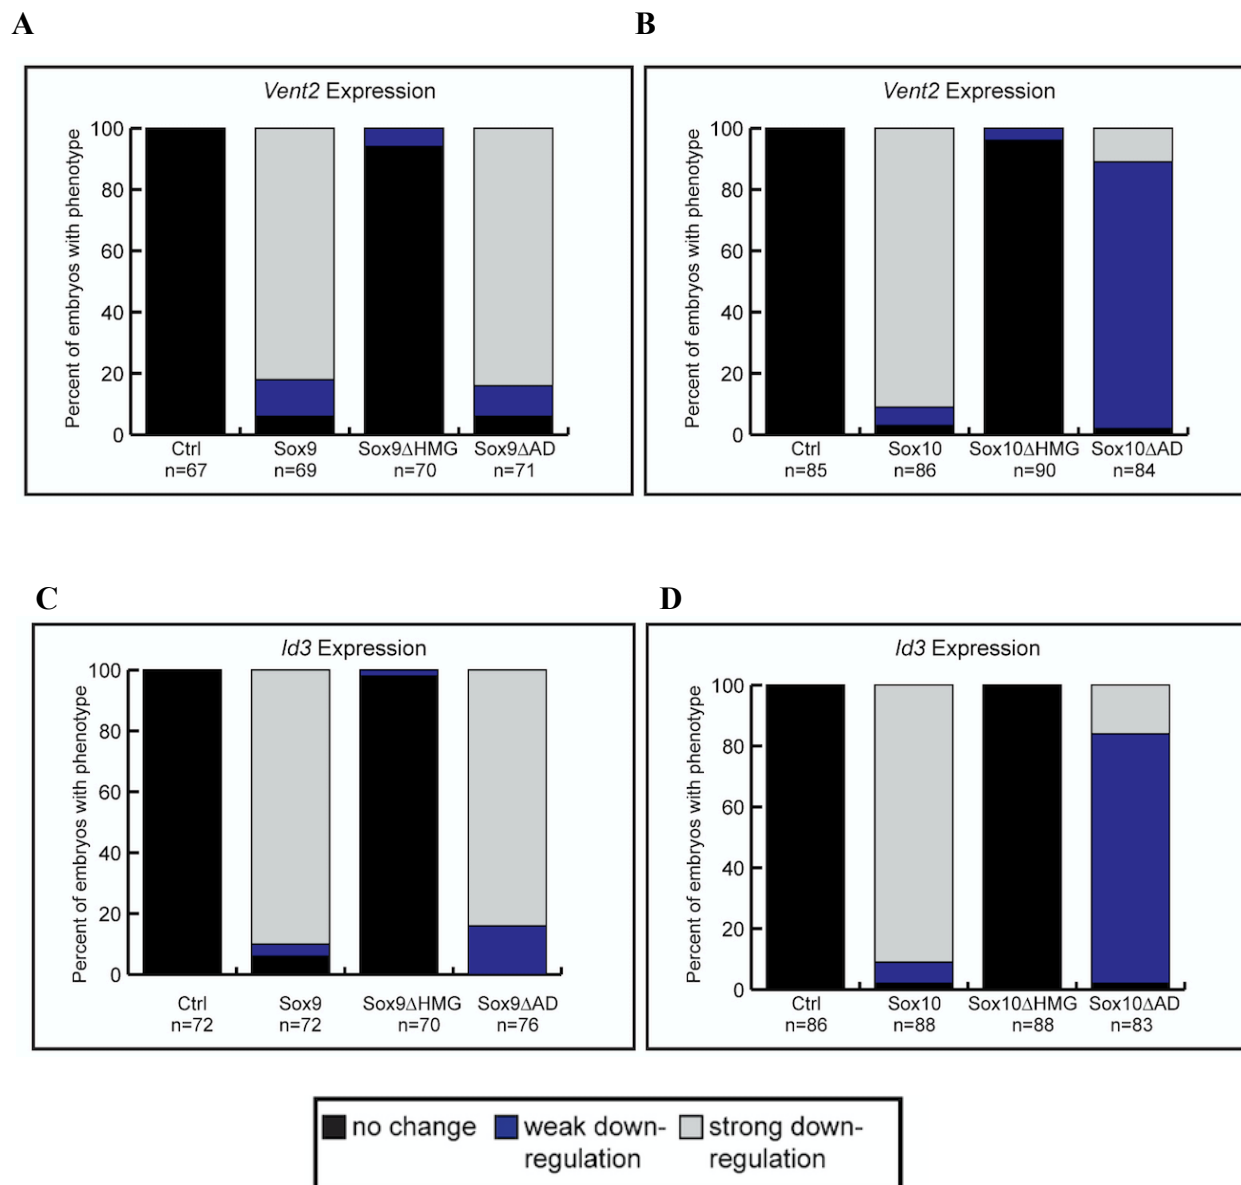 A
Vent2 Expression
Percent of embryos with phenotype
100
80
60
40
20
0
Ctrl Sox9 Sox9ΔHMG Sox9ΔAD
n=67 n=69 n=70 n=71
B
Vent2 Expression
Percent of embryos with phenotype
100
80
60
40
20
0
Ctrl Sox10 Sox10ΔHMG Sox10ΔAD
n=85 n=86 n=90 n=84
C
Id3 Expression
Percent of embryos with phenotype
100
80
60
40
20
0
Ctrl Sox9 Sox9ΔHMG Sox9ΔAD
n=72 n=72 n=70 n=76
D
Id3 Expression
Percent of embryos with phenotype
100
80
60
40
20
0
Ctrl Sox10 Sox10ΔHMG Sox10ΔAD
n=86 n=88 n=88 n=83
no change weak down- strong down-
regulation regulation